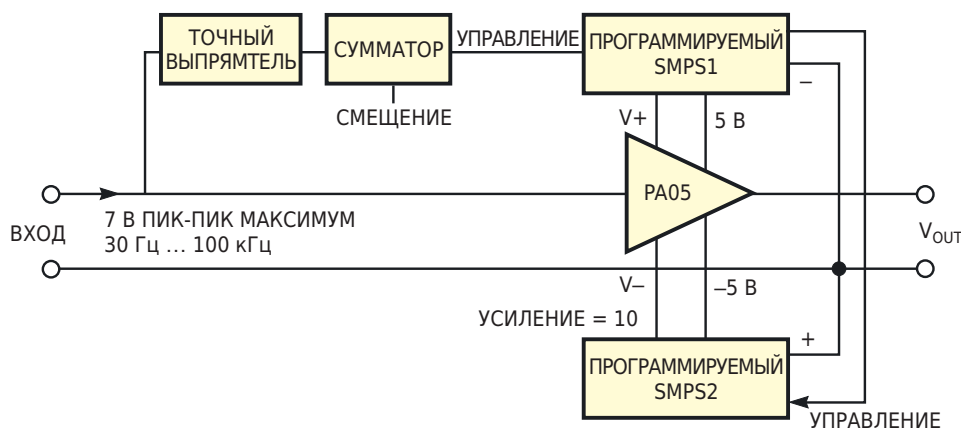 ТОЧНЫЙ
ВЫПРЯМТЕЛЬ
СУММАТОР
УПРАВЛЕНИЕ
ПРОГРАММИРУЕМЫЙ
SMPS1
–
СМЕЩЕНИЕ
V+
5 В
PA05
ВХОД
7 В ПИК-ПИК МАКСИМУМ
30 Гц ... 100 кГц
VOUT
V–
–5 В
УСИЛЕНИЕ = 10
+
ПРОГРАММИРУЕМЫЙ
SMPS2
УПРАВЛЕНИЕ